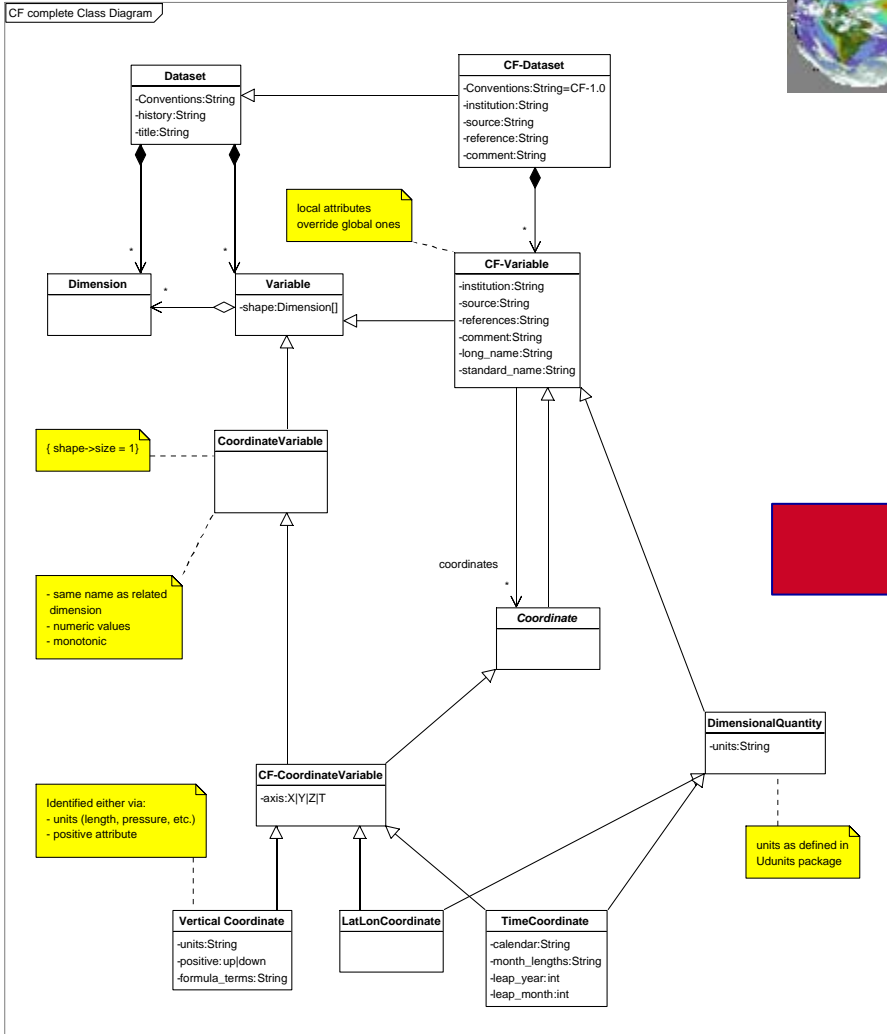 CF complete Class Diagram
Dataset
-Conventions:String
-history:String
-title:String
CF-Dataset
-Conventions:String=CF-1.0
-institution:String
-source:String
-reference:String
-comment:String
*
*
*
local attributes
override global ones
Dimension
*
Variable
-shape:Dimension[]
CF-Variable
-institution:String
-source:String
-references:String
-comment:String
-long_name:String
-standard_name:String
{ shape->size = 1}
CoordinateVariable
- same name as related
dimension
- numeric values
- monotonic
coordinates
*
Coordinate
DimensionalQuantity
-units:String
CF-CoordinateVariable
-axis:X|Y|Z|T
Identified either via:
- units (length, pressure, etc.)
- positive attribute
units as defined in
Udunits package
Vertical Coordinate
-units:String
-positive:up|down
-formula_terms:String
LatLonCoordinate
TimeCoordinate
-calendar:String
-month_lengths:String
-leap_year:int
-leap_month:int